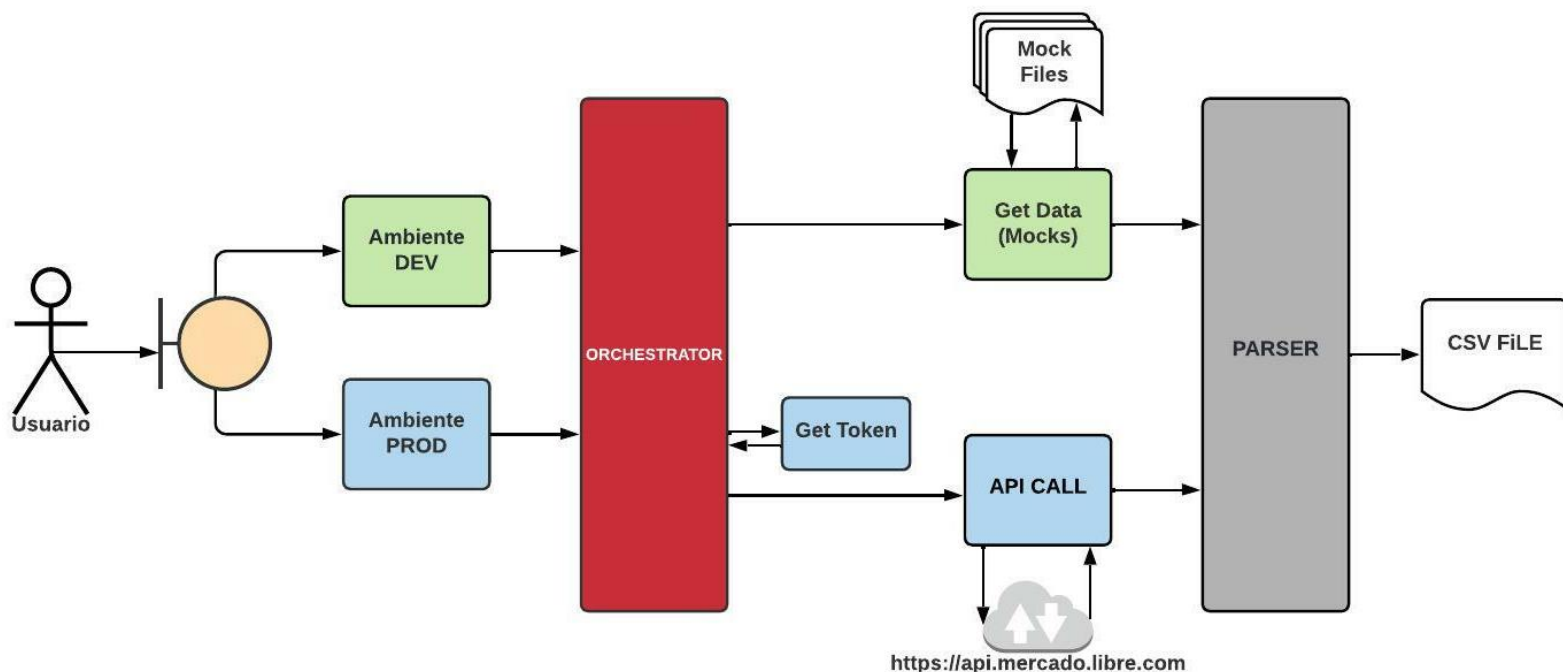 Mock
Files
Get Data
(Mocks)
Ambiente
DEV
ORCHESTRATOR
PARSER
CSV FiLE
Usuario
Ambiente
PROD
Get Token
API CALL
https://api.mercado.libre.com